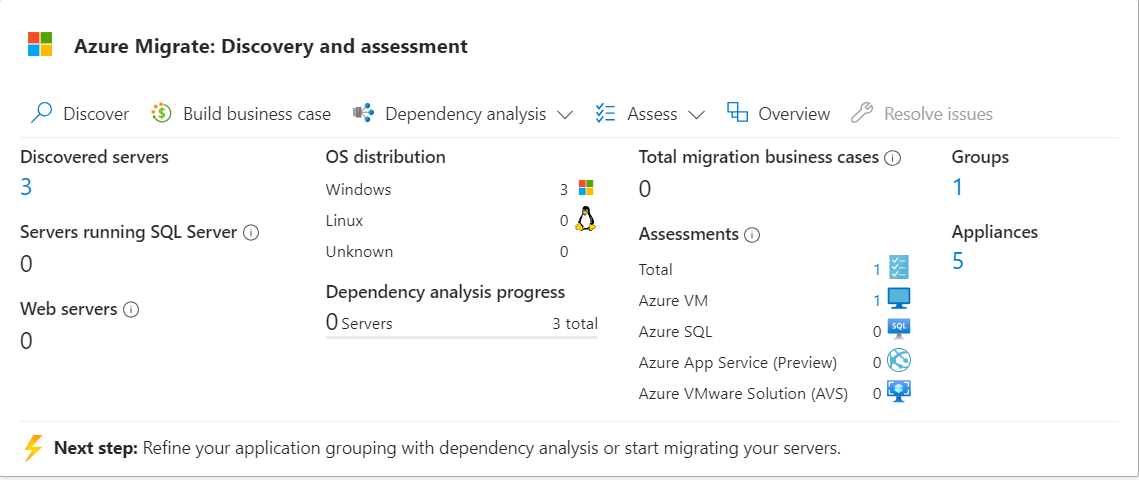 Azure Migrate: Discovery and assessment
Discover Build business case Dependency analysis Assess Overview Resolve issues
Discovered servers
3
Servers running SQL Server
0
Web servers
0
OS distribution
Windows 3
Linux 0
Unknown 0
Dependency analysis progress
0 Servers 3 total
Total migration business cases
0
Assessments
Total 1
Azure VM 1
Azure SQL 0 SQL
Azure App Service (Preview) 0
Azure VMware Solution (AVS) 0
Groups
1
Appliances
5
Next step: Refine your application grouping with dependency analysis or start migrating your servers.